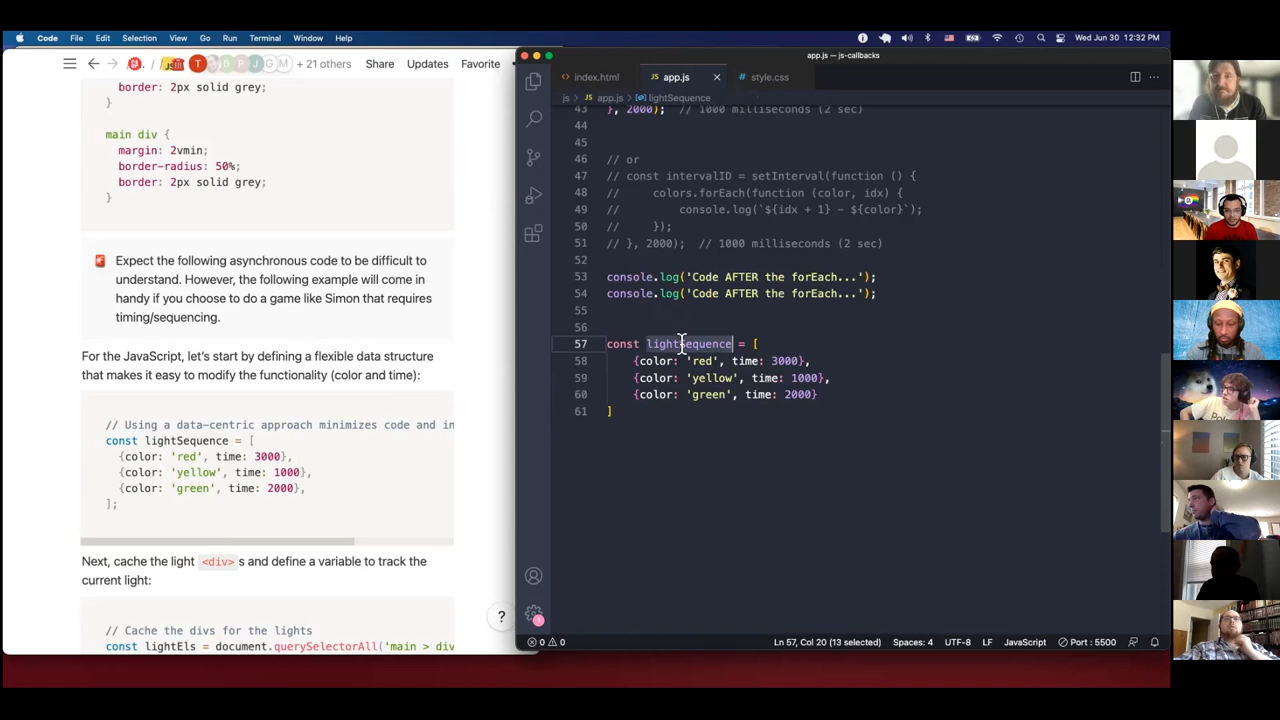 Code File Edit Selection View Go Run Terminal Window Help Wed Jun 30 12:32 PM
T B P J G M + 21 others Share Updates Favorite
border: 2px solid grey;
}
main div {
margin: 2vmin;
border-radius: 50%;
border: 2px solid grey;
}
Expect the following asynchronous code to be difficult to
understand. However, the following example will come in
handy if you choose to do a game like Simon that requires
timing/sequencing.
For the JavaScript, let's start by defining a flexible data structure
that makes it easy to modify the functionality (color and time):
// Using a data-centric approach minimizes code and in
const lightSequence = [
{color: 'red', time: 3000},
{color: 'yellow', time: 1000},
{color: 'green', time: 2000},
];
Next, cache the light <div> s and define a variable to track the
current light:
// Cache the divs for the lights
const lightEls = document.querySelectorAll('main > div
?
app.js — js-callbacks
index.html JS app.js × style.css
js › JS app.js › lightSequence
43 }, 2000); // 1000 milliseconds (2 sec)
44
45
46 // or
47 // const intervalID = setInterval(function () {
48 // colors.forEach(function (color, idx) {
49 // console.log(`${idx + 1} - ${color}`);
50 // });
51 // }, 2000); // 1000 milliseconds (2 sec)
52
53 console.log('Code AFTER the forEach...');
54 console.log('Code AFTER the forEach...');
55
56
57 const lightSequence = [
58 {color: 'red', time: 3000},
59 {color: 'yellow', time: 1000},
60 {color: 'green', time: 2000}
61 ]
1
0 0 Ln 57, Col 20 (13 selected) Spaces: 4 UTF-8 LF JavaScript Port : 5500